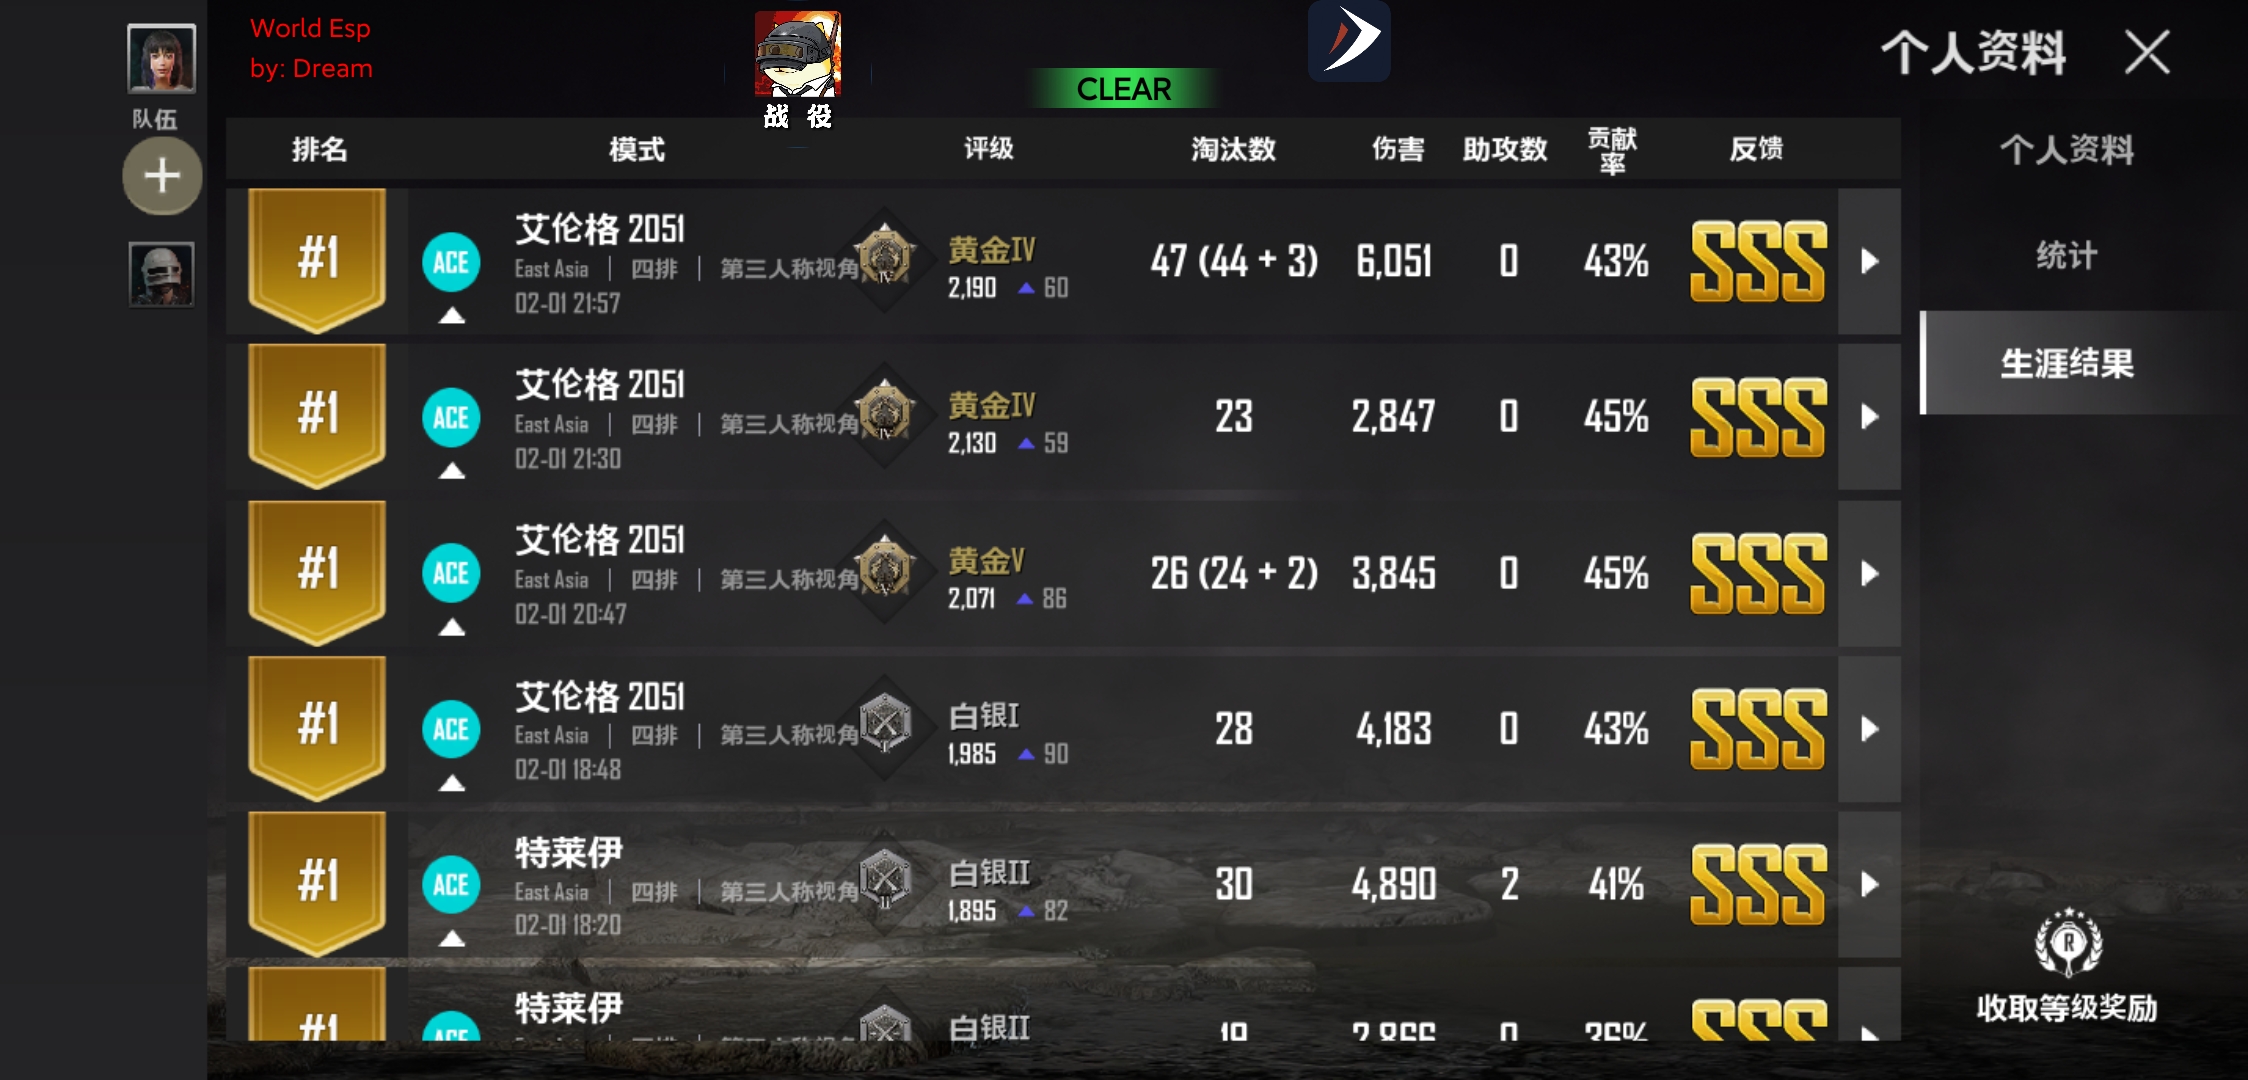 World Esp
by: Dream
战 役
CLEAR
个人资料
队伍
排名 模式 评级 淘汰数 伤害 助攻数 贡献率 反馈
#1 ACE 艾伦格 2051 East Asia | 四排 | 第三人称视角 02-01 21:57 IV 黄金IV 2,190 60 47 (44 + 3) 6,051 0 43% SSS
#1 ACE 艾伦格 2051 East Asia | 四排 | 第三人称视角 02-01 21:30 IV 黄金IV 2,130 59 23 2,847 0 45% SSS
#1 ACE 艾伦格 2051 East Asia | 四排 | 第三人称视角 02-01 20:47 黄金V 2,071 86 26 (24 + 2) 3,845 0 45% SSS
#1 ACE 艾伦格 2051 East Asia | 四排 | 第三人称视角 02-01 18:48 I 白银I 1,985 90 28 4,183 0 43% SSS
#1 ACE 特莱伊 East Asia | 四排 | 第三人称视角 02-01 18:20 II 白银II 1,895 82 30 4,890 2 41% SSS
#1 ACE 特莱伊 白银II 19 2,866 0 36% SSS
个人资料
统计
生涯结果
R
收取等级奖励